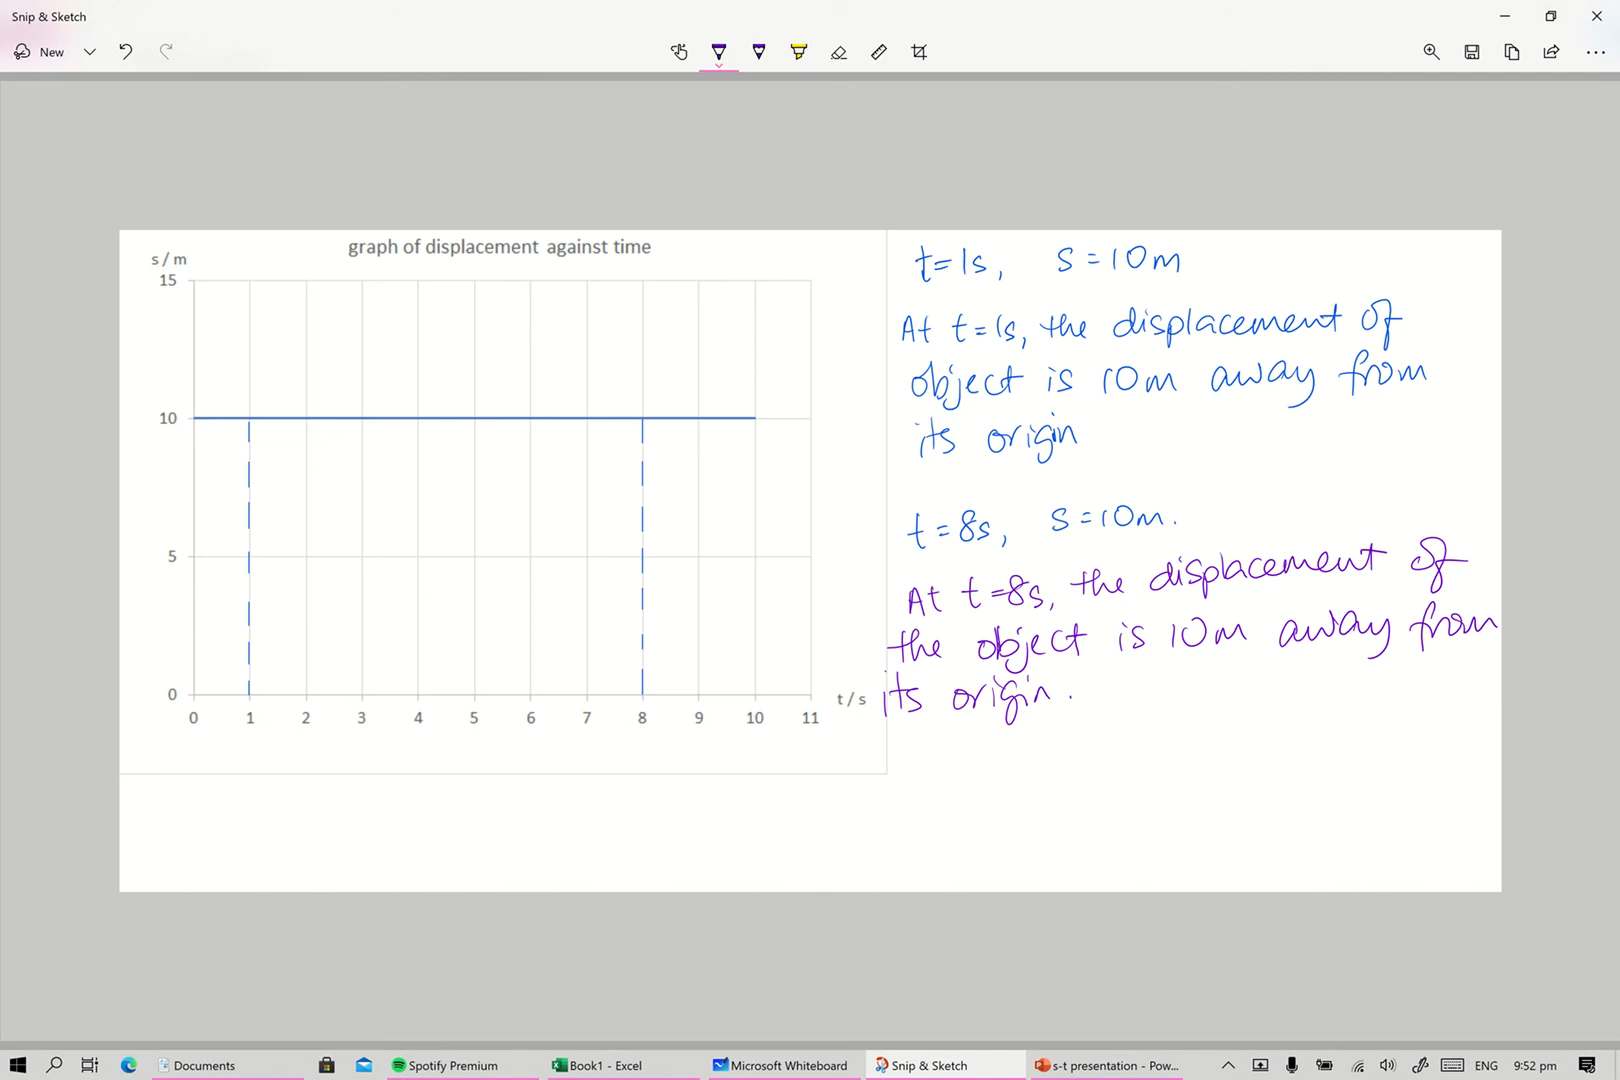 Snip & Sketch
New
graph of displacement against time
s / m
15
10
5
0
0 1 2 3 4 5 6 7 8 9 10 11
t / s
t=1s, s=10m
At t=1s, the displacement of
object is 10m away from
its origin
t=8s, s=10m.
At t=8s, the displacement of
the object is 10m away from
its origin.
Documents
Spotify Premium
Book1 - Excel
Microsoft Whiteboard
Snip & Sketch
s-t presentation - Pow...
ENG
9:52 pm